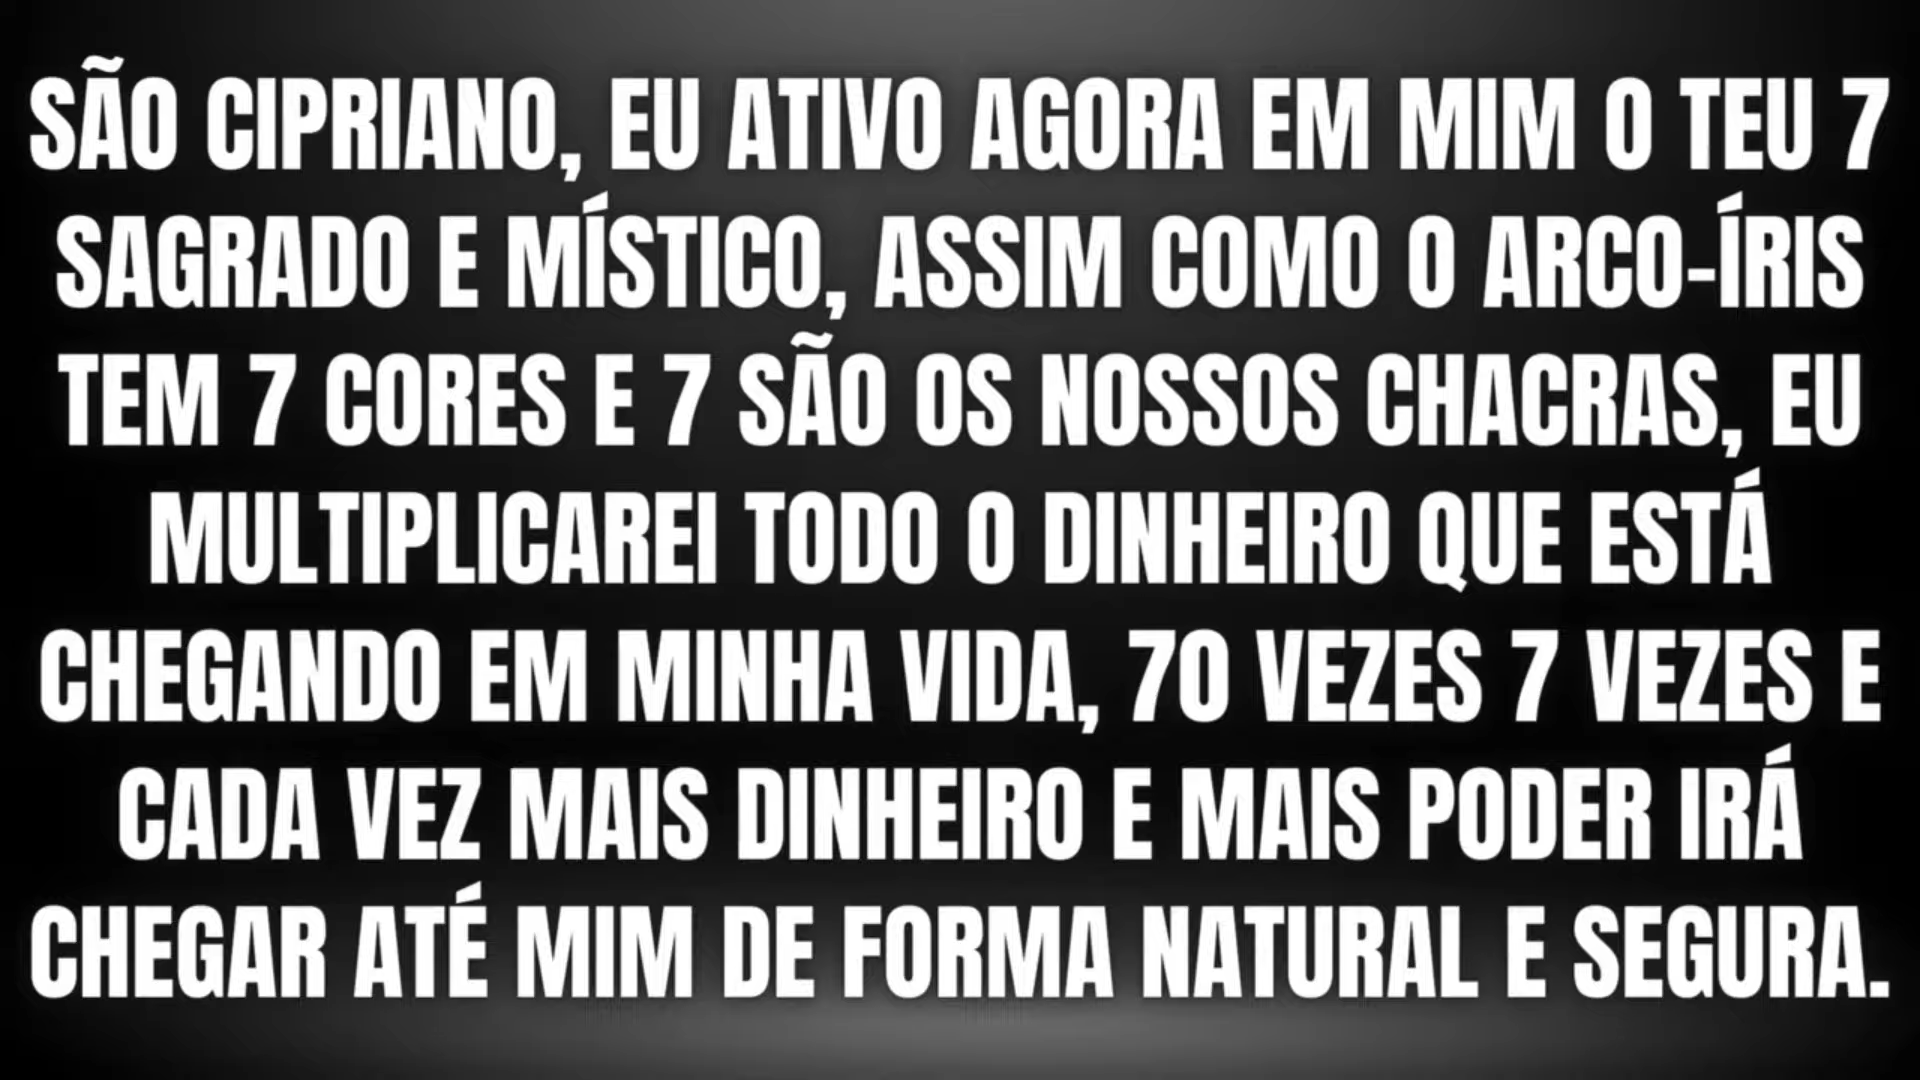 SÃO CIPRIANO, EU ATIVO AGORA EM MIM O TEU 7
SAGRADO E MÍSTICO, ASSIM COMO O ARCO-ÍRIS
TEM 7 CORES E 7 SÃO OS NOSSOS CHACRAS, EU
MULTIPLICAREI TODO O DINHEIRO QUE ESTÁ
CHEGANDO EM MINHA VIDA, 70 VEZES 7 VEZES E
CADA VEZ MAIS DINHEIRO E MAIS PODER IRÁ
CHEGAR ATÉ MIM DE FORMA NATURAL E SEGURA.